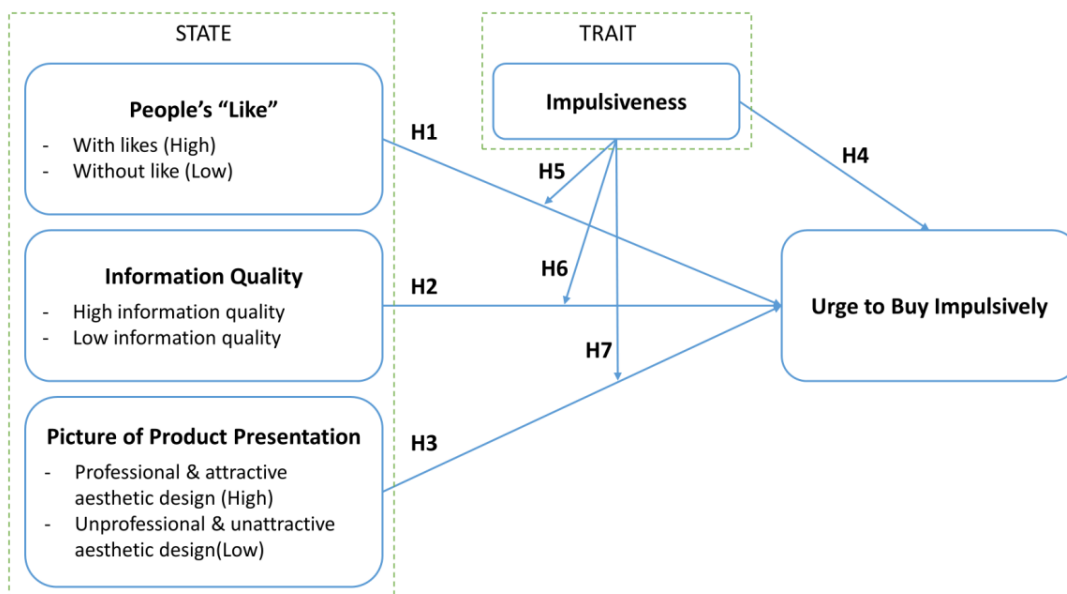 STATE
People's “Like”
- With likes (High)
- Without like (Low)
Information Quality
- High information quality
- Low information quality
Picture of Product Presentation
- Professional & attractive
aesthetic design (High)
- Unprofessional & unattractive
aesthetic design(Low)
TRAIT
Impulsiveness
H1
H5
H4
H6
H2
H7
H3
Urge to Buy Impulsively